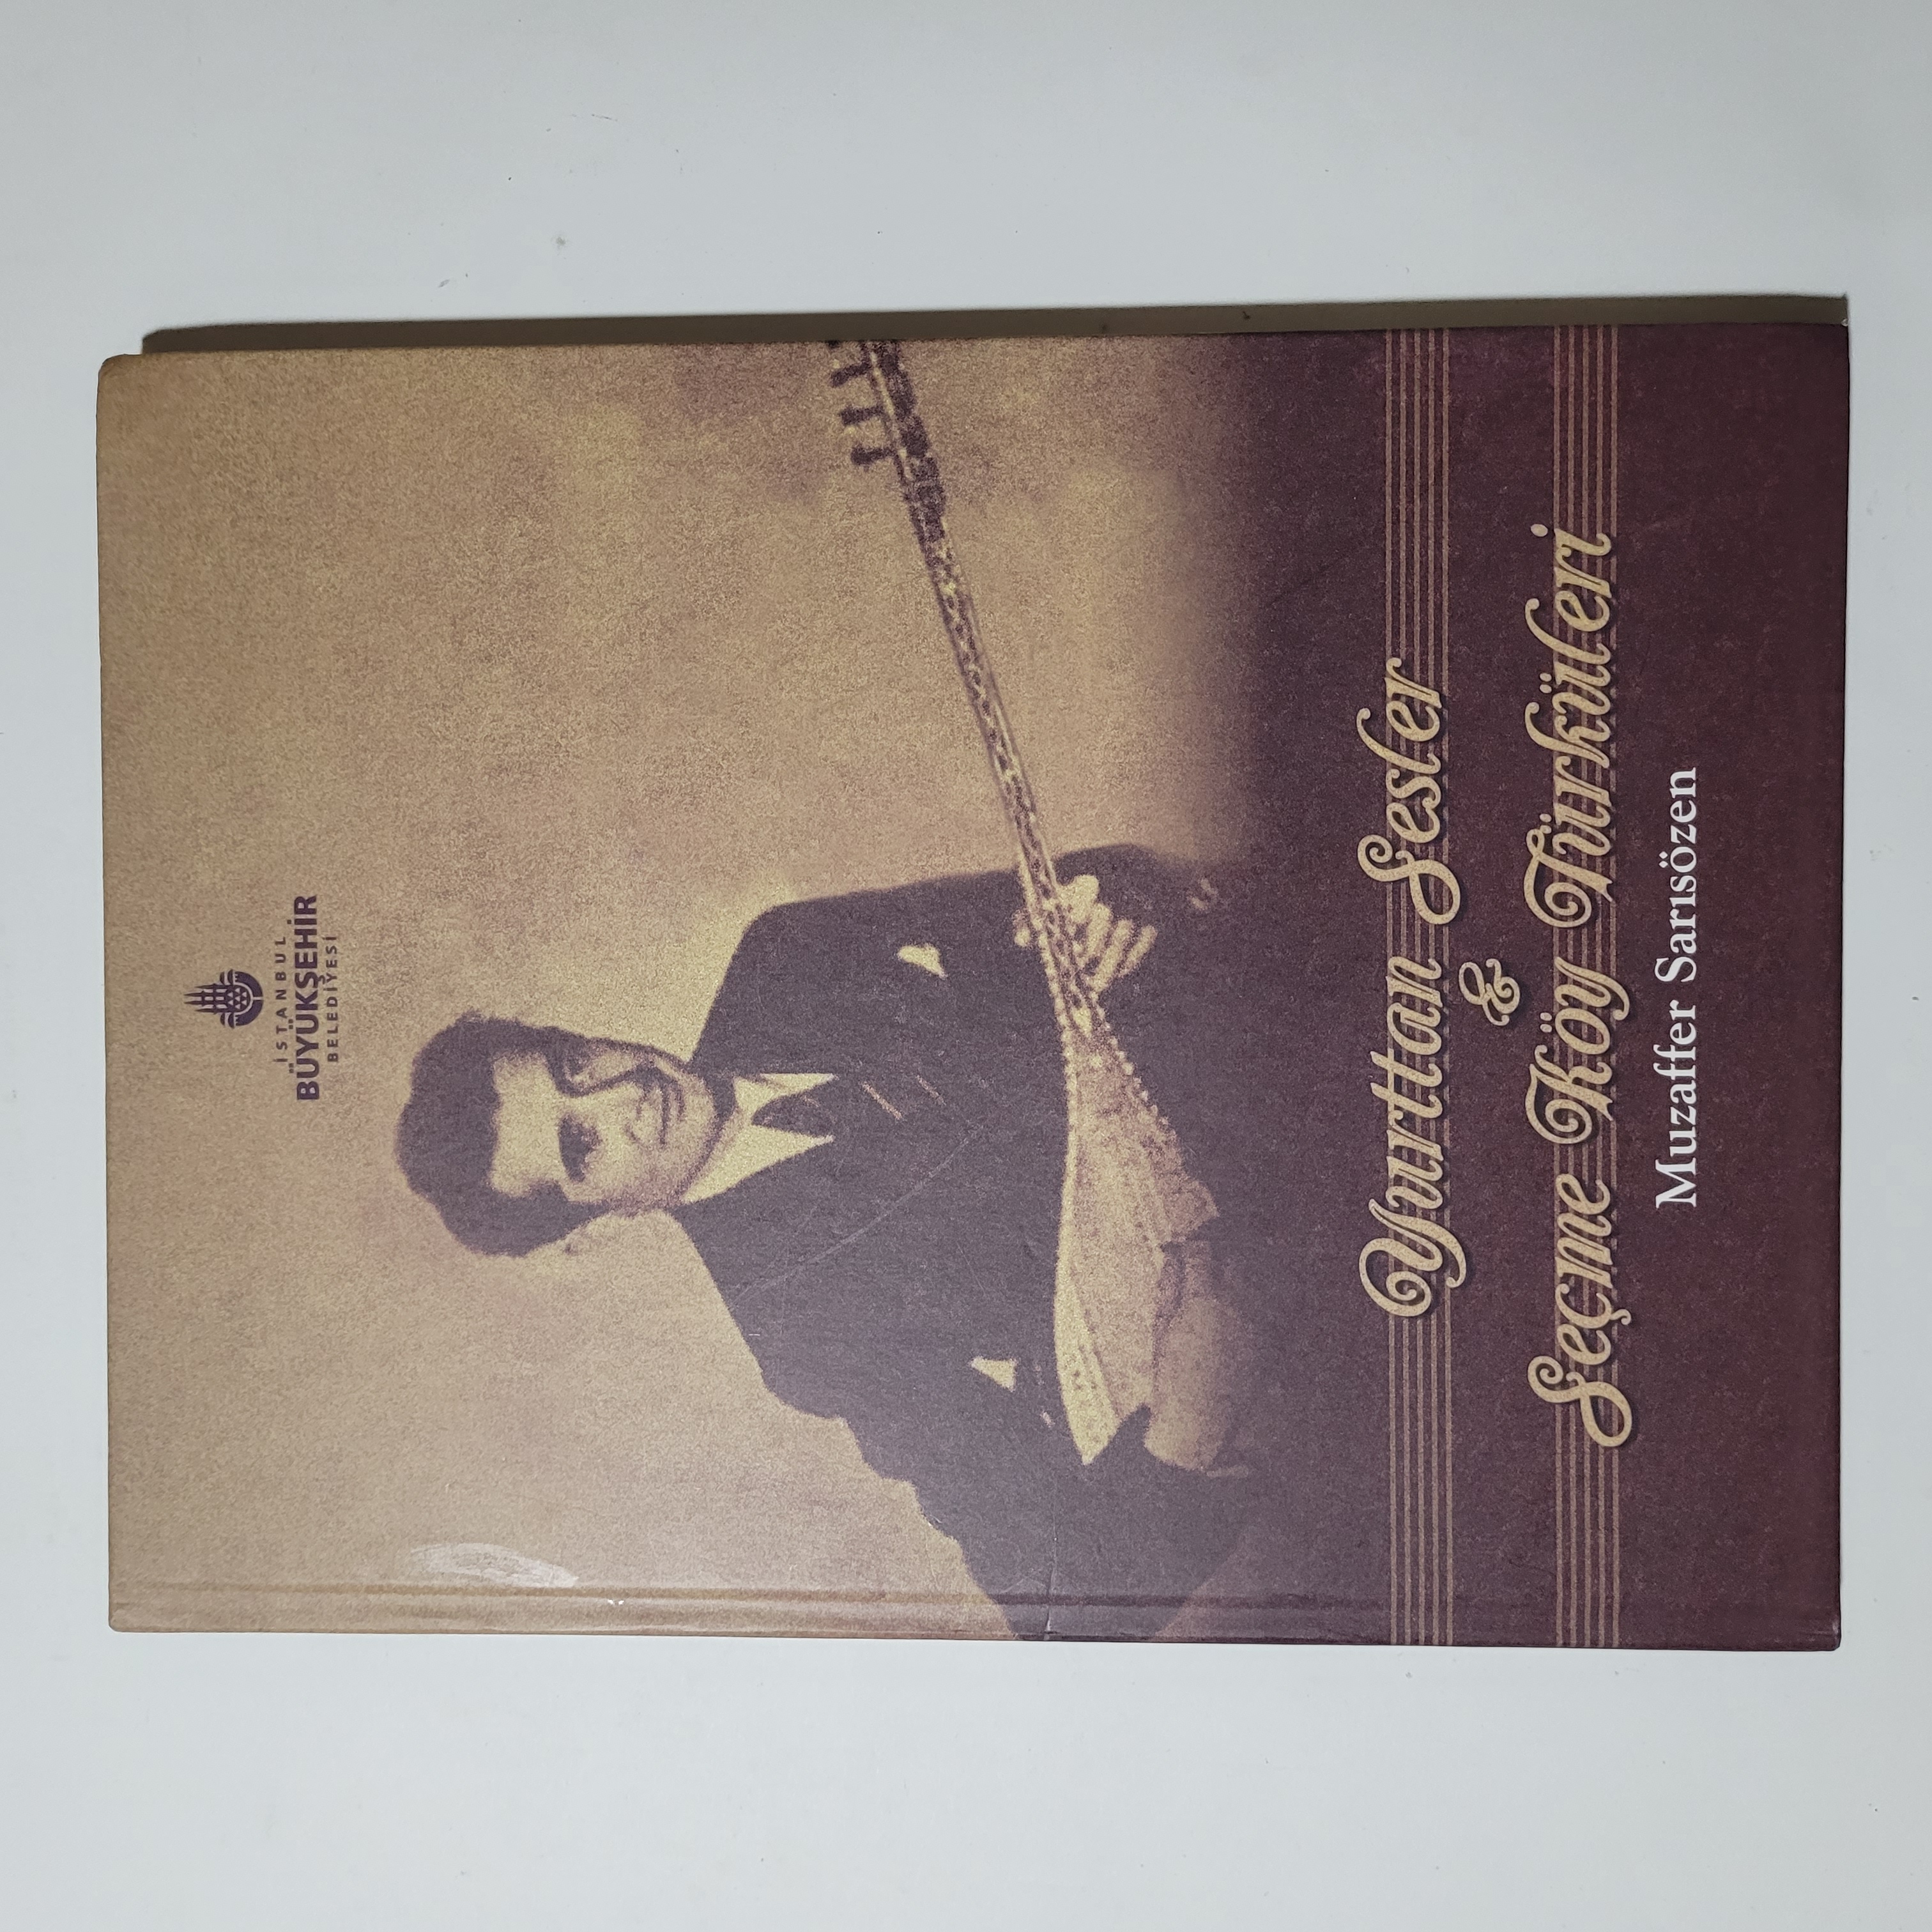 İSTANBUL
BÜYÜKŞEHİR
BELEDİYESİ
Yurttan Sesler
&
Seçme Köy Türküleri
Muzaffer Sarısözen